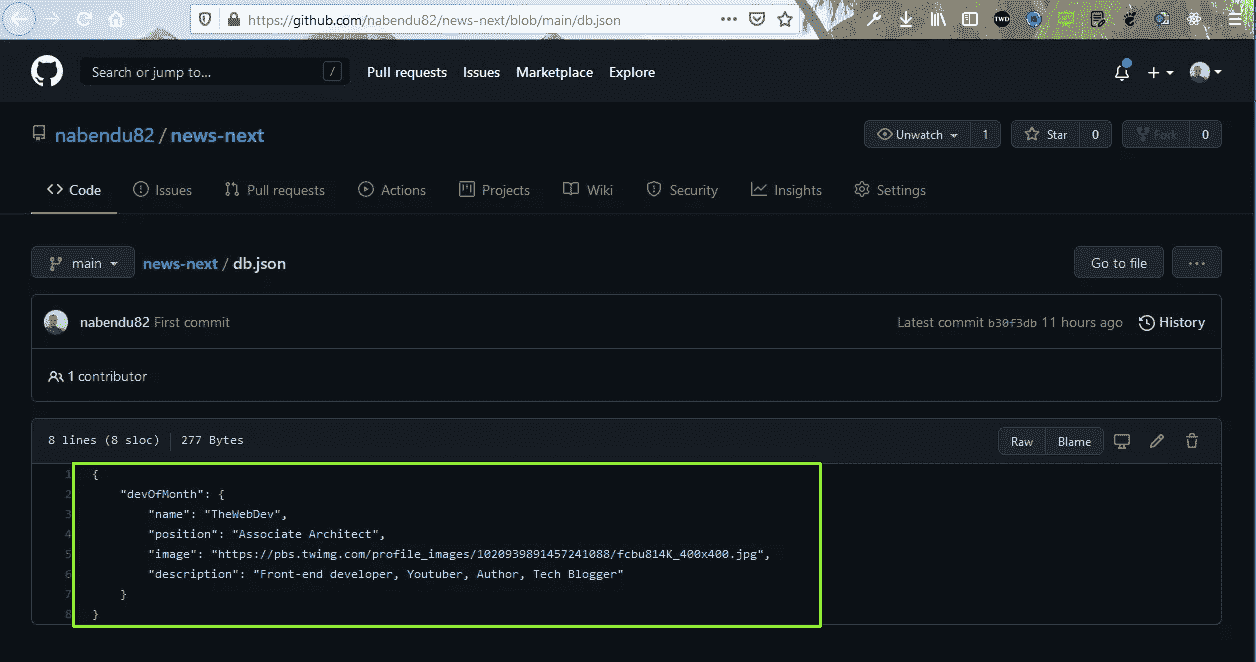 https://github.com/nabendu82/news-next/blob/main/db.json
TWD
Search or jump to... /
Pull requests Issues Marketplace Explore
nabendu82 / news-next
Unwatch 1 Star 0 Fork 0
Code Issues Pull requests Actions Projects Wiki Security Insights Settings
main news-next / db.json Go to file ...
nabendu82 First commit Latest commit b30f3db 11 hours ago History
1 contributor
8 lines (8 sloc) 277 Bytes Raw Blame
1 {
2 "devOfMonth": {
3 "name": "TheWebDev",
4 "position": "Associate Architect",
5 "image": "https://pbs.twimg.com/profile_images/1020939891457241088/fcbu814K_400x400.jpg",
6 "description": "Front-end developer, Youtuber, Author, Tech Blogger"
7 }
8 }